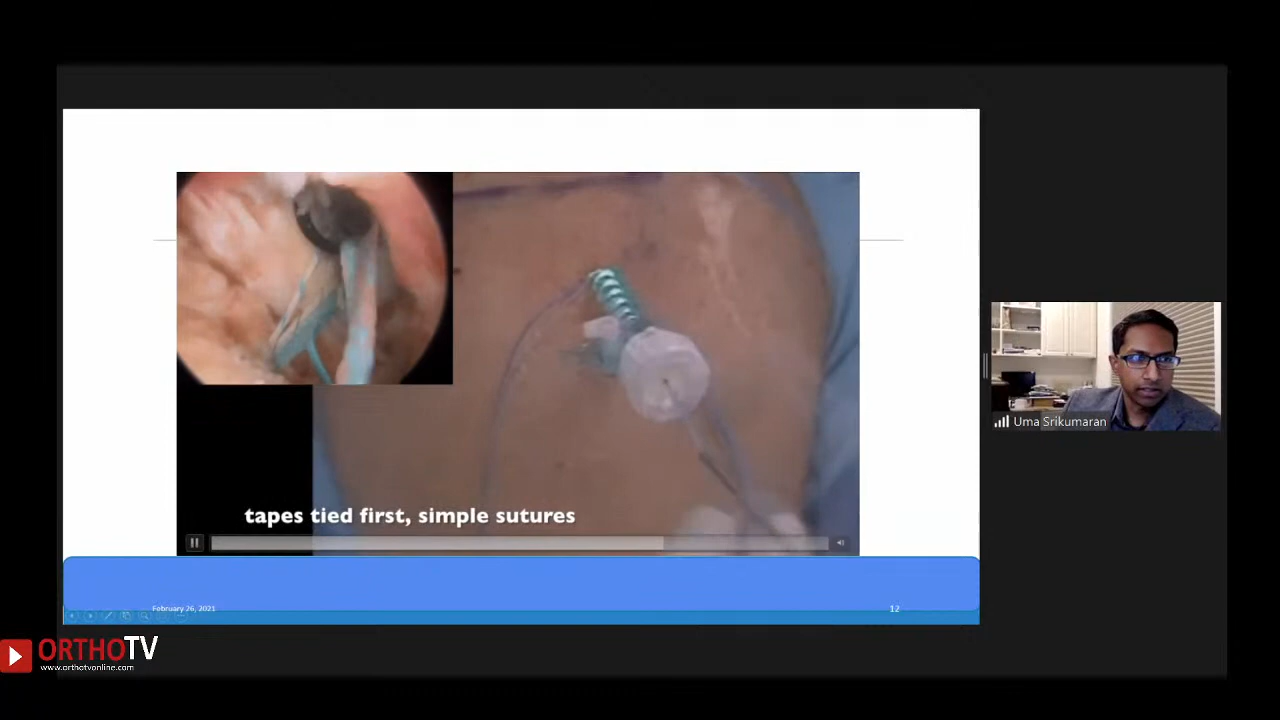 tapes tied first, simple sutures
Uma Srikumaran
February 26, 2021
12
ORTHOTV
www.orthotvonline.com